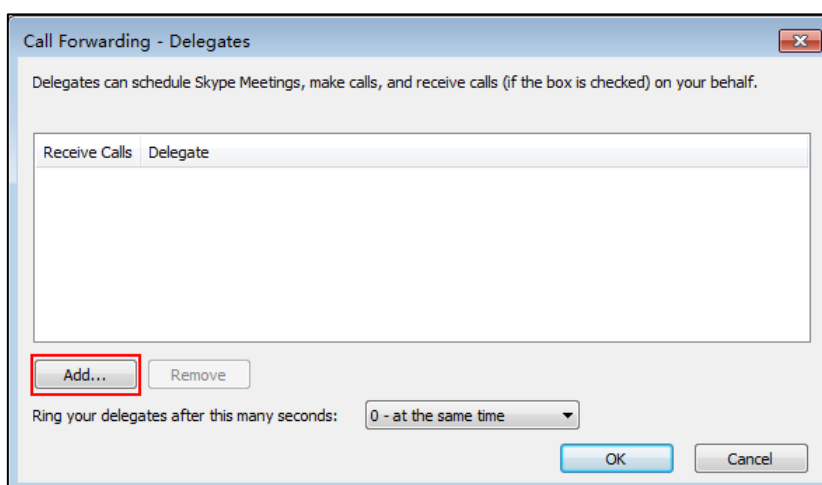 Call Forwarding - Delegates
Delegates can schedule Skype Meetings, make calls, and receive calls (if the box is checked) on your behalf.
Receive Calls Delegate
Add... Remove
Ring your delegates after this many seconds: 0 - at the same time
OK Cancel